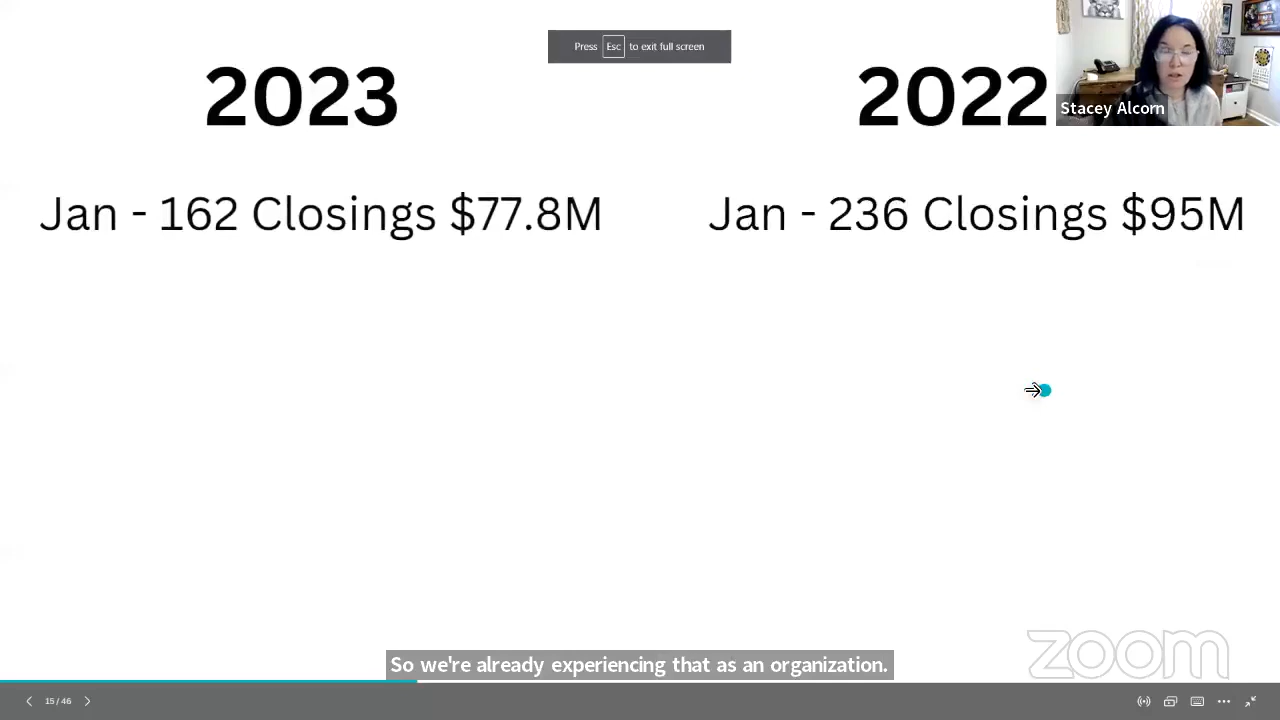 Press Esc to exit full screen
2023
2022
Stacey Alcorn
Jan - 162 Closings $77.8M
Jan - 236 Closings $95M
So we're already experiencing that as an organization.
zoom
15 / 46